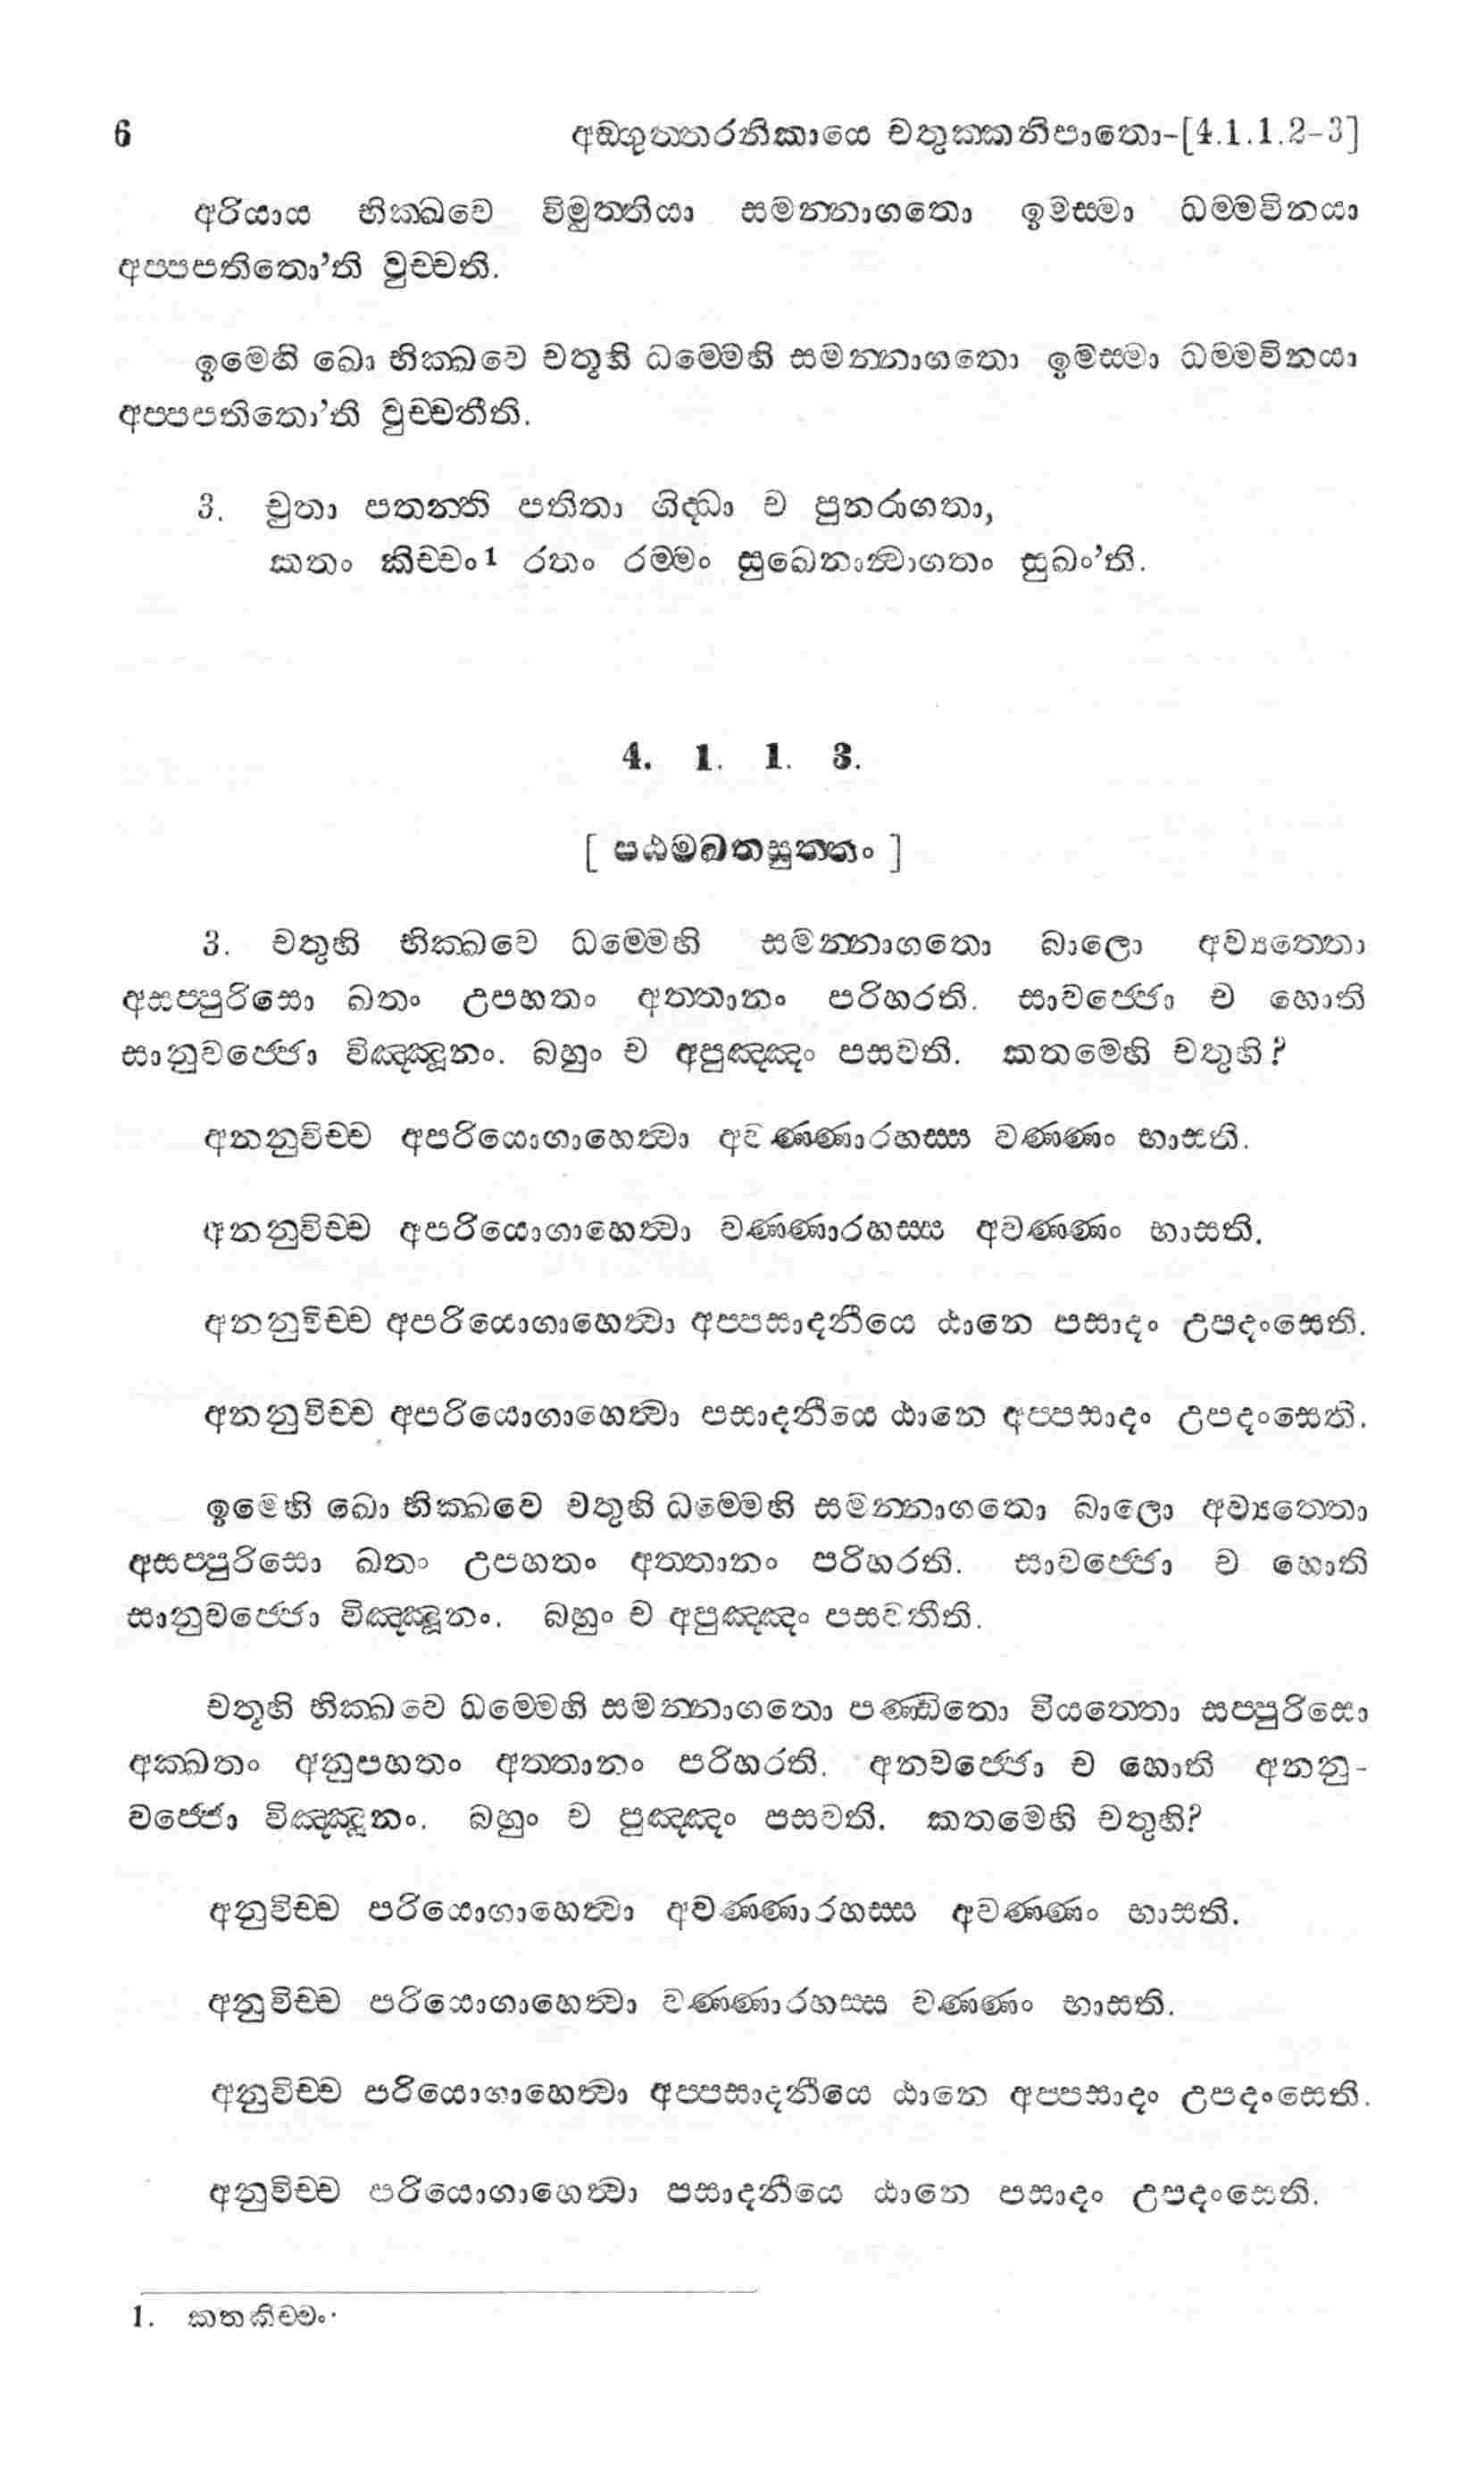 6 අඞ්ගුත්තරනිකායෙ චතුක්කනිපාතො-[4.1.1.2-3]
අරියාය භික්ඛවෙ විමුත්තියා සමන්නාගතො ඉමස්මා ධම්මවිනයා
අප්පපතිතො’ති වුච්චති.
ඉමෙහි ඛො භික්ඛවෙ චතූහි ධම්මෙහි සමන්නාගතො ඉමස්මා ධම්මවිනයා
අප්පපතිතො’ති වුච්චතීති.
3. චුතා පතන්ති පතිතා ගිද්ධා ච පුනරාගතා,
කතං කිච්චං1 රතං රම්මං සුඛෙනාන්වාගතං සුඛං’ති.
4. 1. 1. 3.
[ පඨමඛතසුත්තං ]
3. චතුහි භික්ඛවෙ ධම්මෙහි සමන්නාගතො බාලො අව්‍යත්තො
අසප්පුරිසො ඛතං උපහතං අත්තානං පරිහරති. සාවජ්ජො ච හොති
සානුවජ්ජො විඤ්ඤූනං. බහුං ච අපුඤ්ඤං පසවති. කතමෙහි චතුහි?
අනනුවිච්ච අපරියොගාහෙත්වා අවණ්ණාරහස්ස වණ්ණං භාසති.
අනනුවිච්ච අපරියොගාහෙත්වා වණ්ණාරහස්ස අවණ්ණං භාසති.
අනනුවිච්ච අපරියොගාහෙත්වා අප්පසාදනීයෙ ඨානෙ පසාදං උපදංසෙති.
අනනුවිච්ච අපරියොගාහෙත්වා පසාදනීයෙ ඨානෙ අප්පසාදං උපදංසෙති.
ඉමෙහි ඛො භික්ඛවෙ චතුහි ධම්මෙහි සමන්නාගතො බාලො අව්‍යත්තො
අසප්පුරිසො ඛතං උපහතං අත්තානං පරිහරති. සාවජ්ජො ච හොති
සානුවජ්ජො විඤ්ඤූනං. බහුං ච අපුඤ්ඤං පසවතීති.
චතූහි භික්ඛවෙ ධම්මෙහි සමන්නාගතො පණ්ඩිතො වියත්තො සප්පුරිසො
අක්ඛතං අනුපහතං අත්තානං පරිහරති. අනවජ්ජො ච හොති අනනු-
වජ්ජො විඤ්ඤූනං. බහුං ච පුඤ්ඤං පසවති. කතමෙහි චතුහි?
අනුවිච්ච පරියොගාහෙත්වා අවණ්ණාරහස්ස අවණ්ණං භාසති.
අනුවිච්ච පරියොගාහෙත්වා වණ්ණාරහස්ස වණ්ණං භාසති.
අනුවිච්ච පරියොගාහෙත්වා අප්පසාදනීයෙ ඨානෙ අප්පසාදං උපදංසෙති.
අනුවිච්ච පරියොගාහෙත්වා පසාදනීයෙ ඨානෙ පසාදං උපදංසෙති.
1. කතකිච්චං.